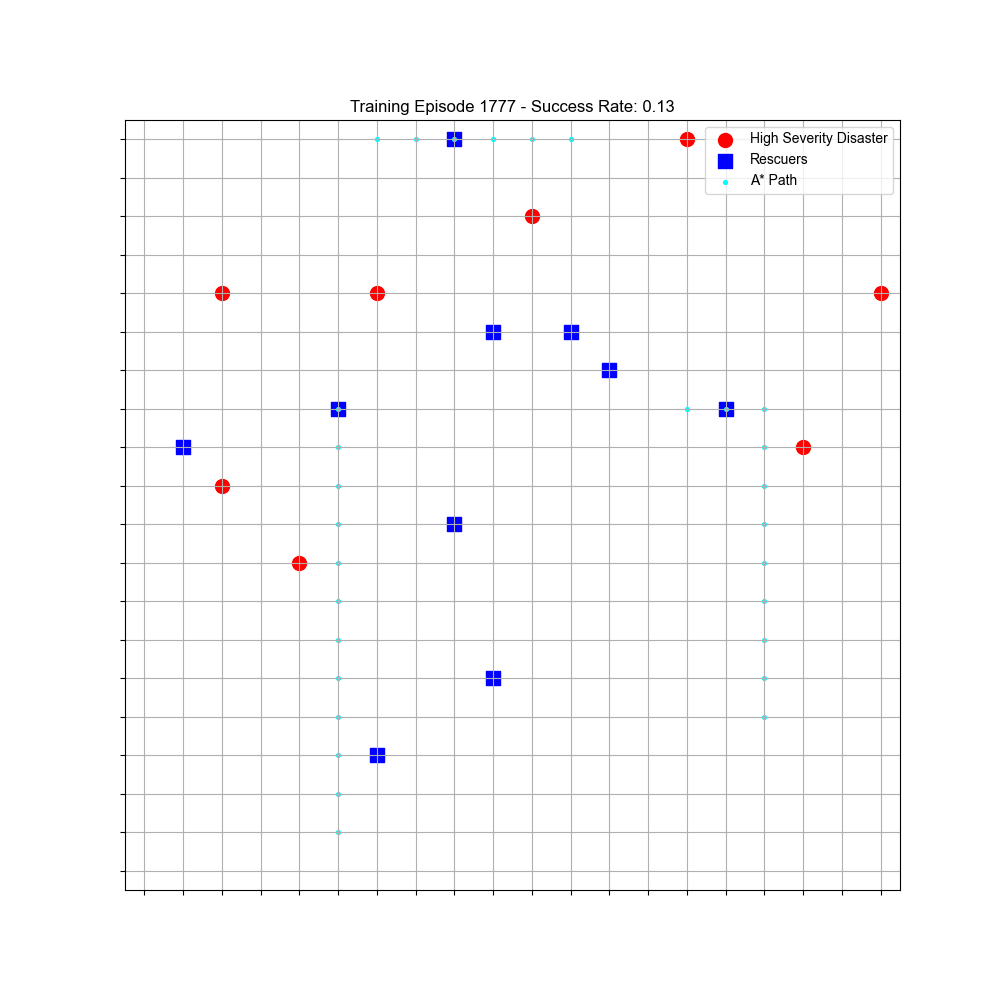 Training Episode 1777 - Success Rate: 0.13
High Severity Disaster
Rescuers
A* Path